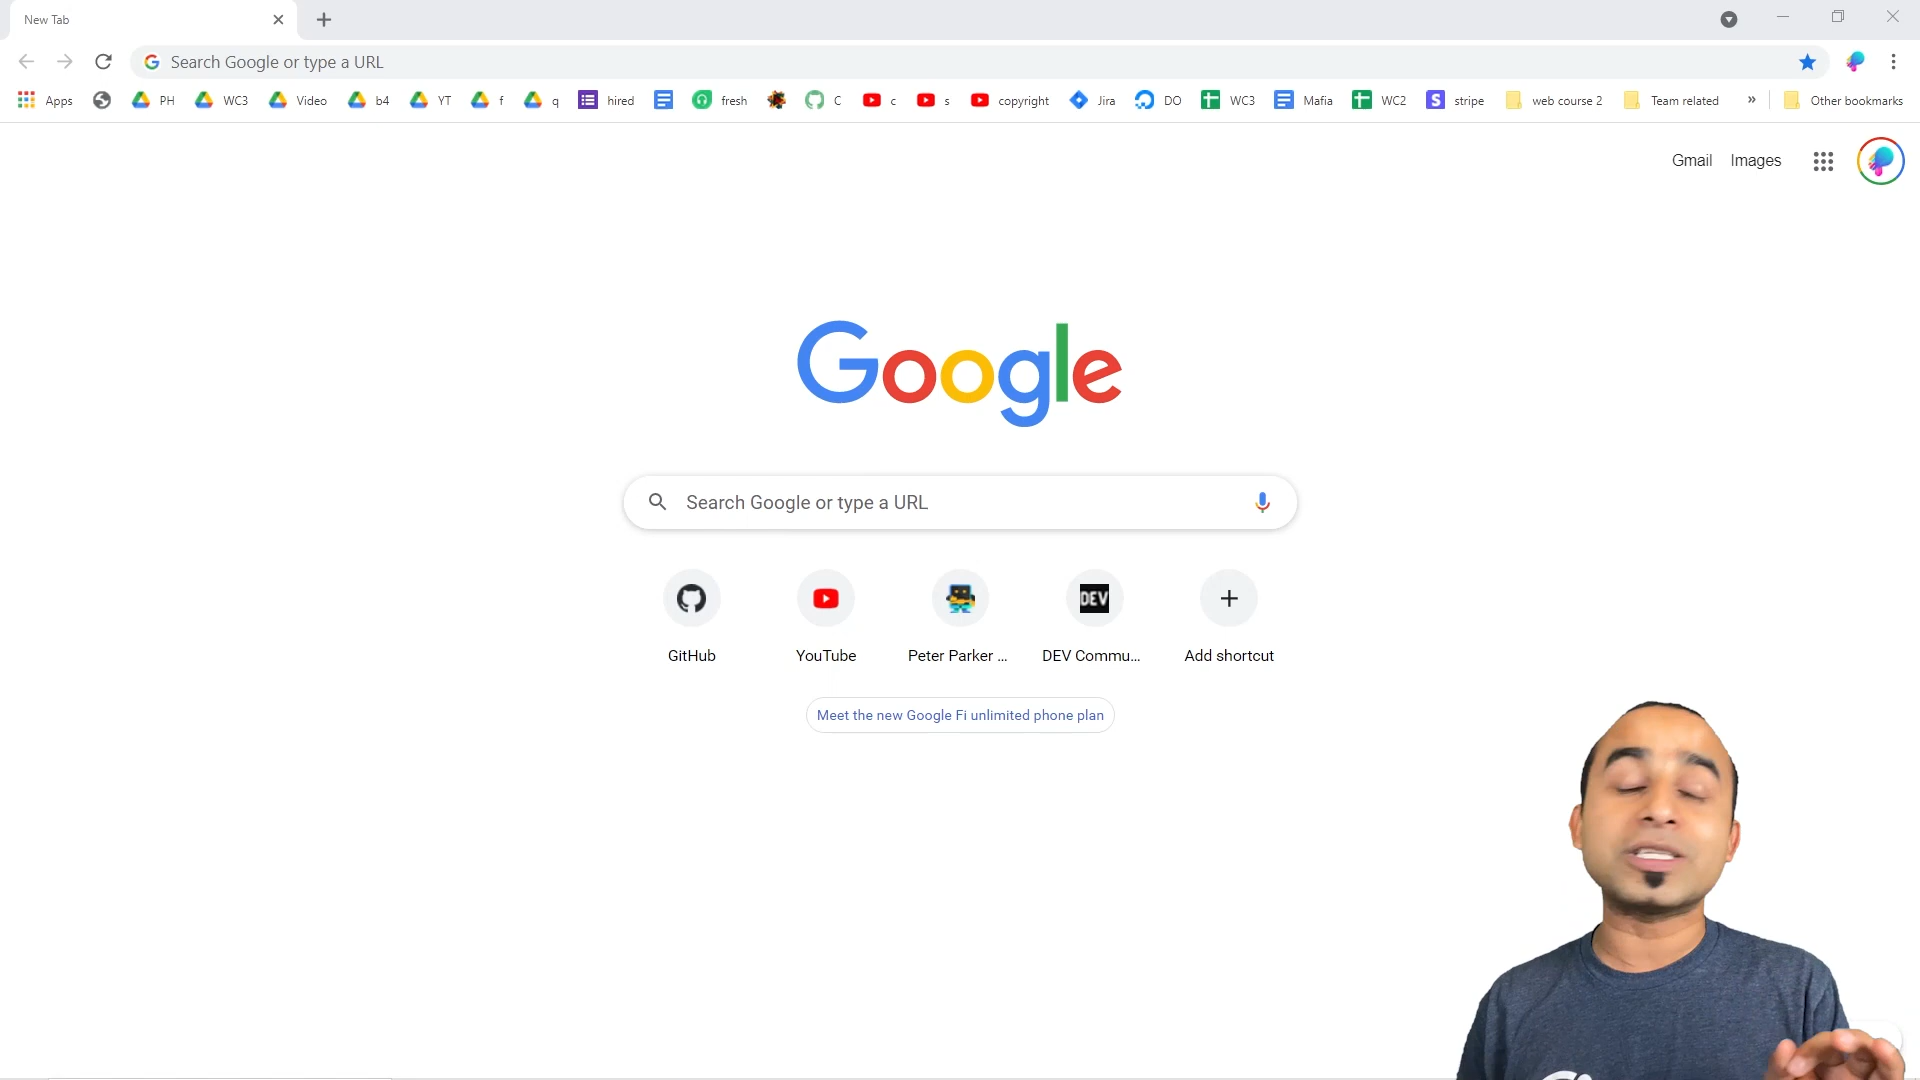 New Tab
Search Google or type a URL
Apps PH WC3 Video b4 YT f q hired fresh C c s copyright Jira DO WC3 Mafia WC2 stripe web course 2 Team related » Other bookmarks
Gmail Images
Google
Search Google or type a URL
DEV
GitHub YouTube Peter Parker ... DEV Commu... Add shortcut
Meet the new Google Fi unlimited phone plan